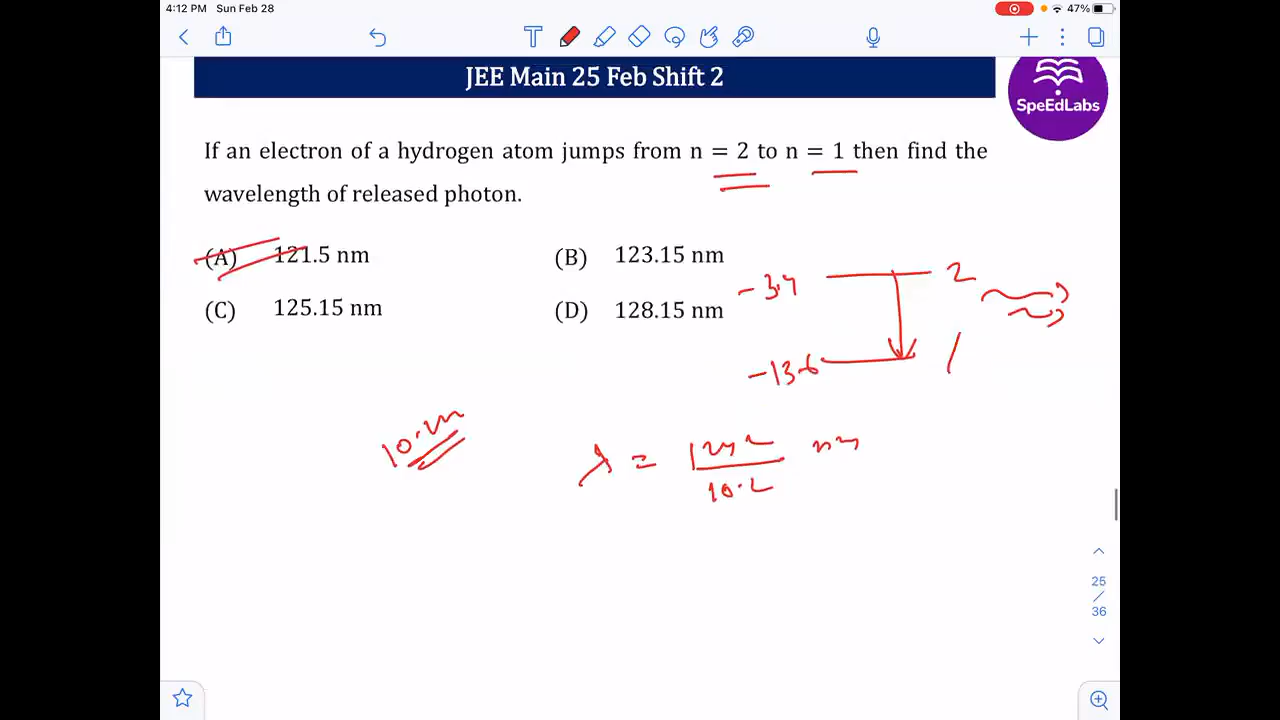 4:12 PM Sun Feb 28
47%
T
JEE Main 25 Feb Shift 2
SpeEdLabs
If an electron of a hydrogen atom jumps from n = 2 to n = 1 then find the
wavelength of released photon.
(A) 121.5 nm (B) 123.15 nm
(C) 125.15 nm (D) 128.15 nm
-3.4 2
-13.6 1
10.2
λ = 1242 nm
10.2
25
/
36